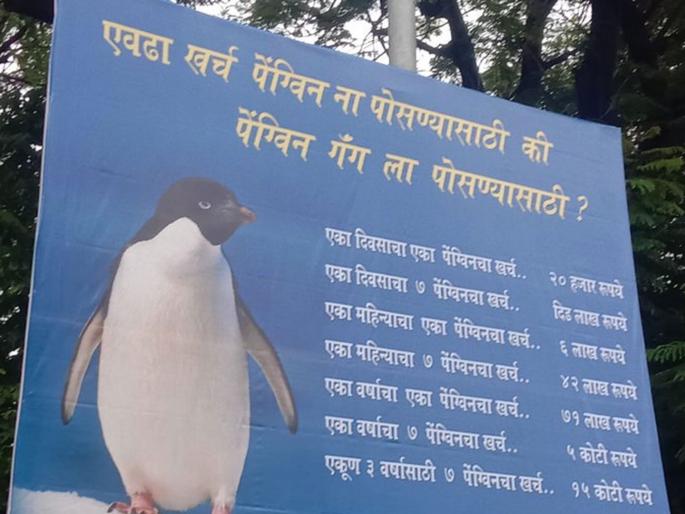 एवढा खर्च पेंग्विन ना पोसण्यासाठी की
पेंग्विन गँग ला पोसण्यासाठी ?
एका दिवसाचा एका पेंग्विनचा खर्च.. २० हजार रूपये
एका दिवसाचा ७ पेंग्विनचा खर्च.. दिड लाख रूपये
एका महिन्याचा एका पेंग्विनचा खर्च.. ६ लाख रूपये
एका महिन्याचा ७ पेंग्विनचा खर्च.. ४२ लाख रूपये
एका वर्षाचा एका पेंग्विनचा खर्च.. ७१ लाख रूपये
एका वर्षाचा ७ पेंग्विनचा खर्च.. ५ कोटी रूपये
एकूण ३ वर्षासाठी ७ पेंग्विनचा खर्च.. १५ कोटी रूपये